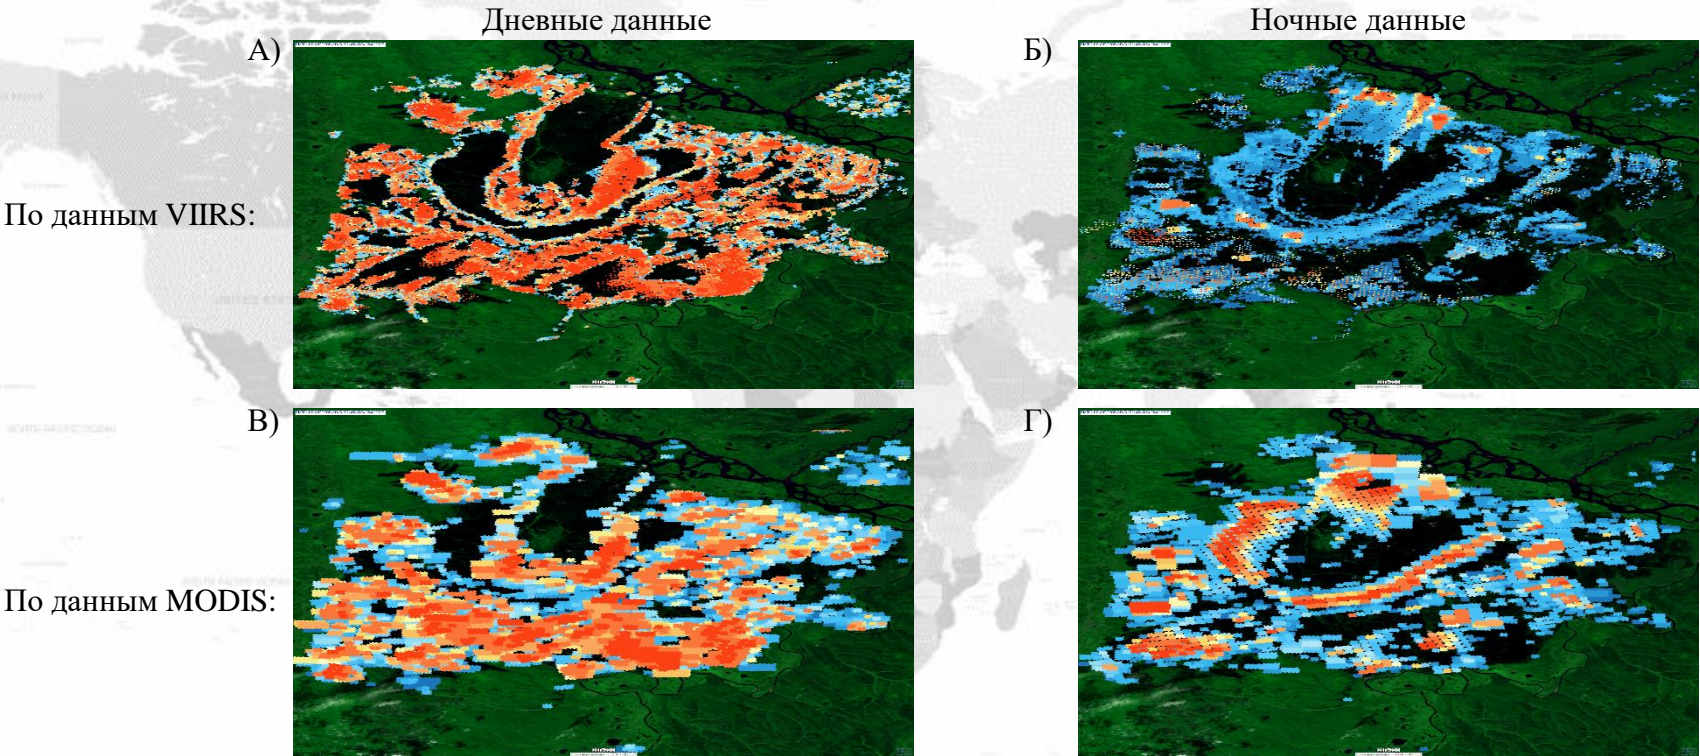 Дневные данные
Ночные данные
А)
Б)
По данным VIIRS:
В)
Г)
По данным MODIS: